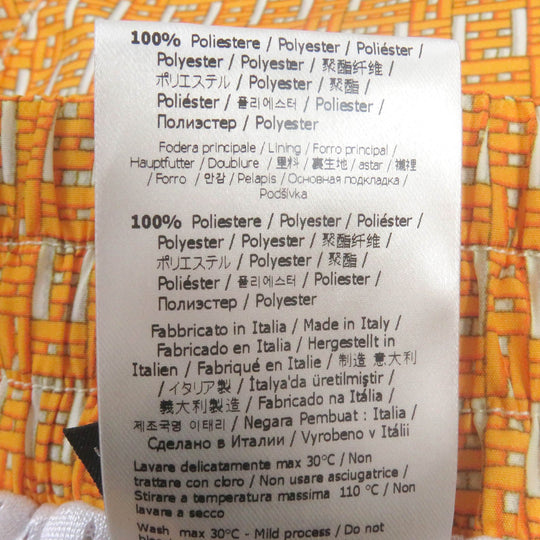 100% Poliestere / Polyester / Poliéster /
Polyester / Polyester / 聚酯纤维 /
ポリエステル / Polyester / 聚酯 /
Poliéster / 폴리에스터 / Poliester /
Полиэстер / Polyester
Fodera principale / Lining / Forro principal /
Hauptfutter / Doublure / 里料 / 裏生地 / astar / 襯裡
/ Forro / 안감 / Pelapis / Основная подкладка /
Podšívka
100% Poliestere / Polyester / Poliéster /
Polyester / Polyester / 聚酯纤维 /
ポリエステル / Polyester / 聚酯 /
Poliéster / 폴리에스터 / Poliester /
Полиэстер / Polyester
Fabbricato in Italia / Made in Italy /
Fabricado en Italia / Hergestellt in
Italien / Fabriqué en Italie / 制造 意大利
/ イタリア製 / İtalya'da üretilmiştir /
義大利製造 / Fabricado na Itália /
제조국명 이태리 / Negara Pembuat : Italia /
Сделано в Италии / Vyrobeno v Itálii
Lavare delicatamente max 30°C / Non
trattare con cloro / Non usare asciugatrice /
Stirare a temperatura massima 110 °C / Non
lavare a secco
Wash max 30°C - Mild process / Do not